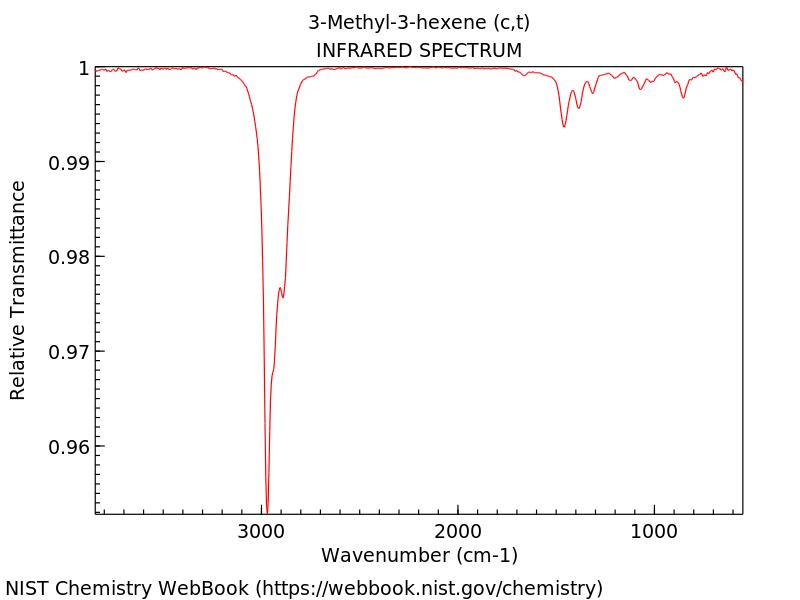 3-Methyl-3-hexene (c,t)
INFRARED SPECTRUM
1
0.99
0.98
0.97
0.96
Relative Transmittance
3000 2000 1000
Wavenumber (cm-1)
NIST Chemistry WebBook (https://webbook.nist.gov/chemistry)